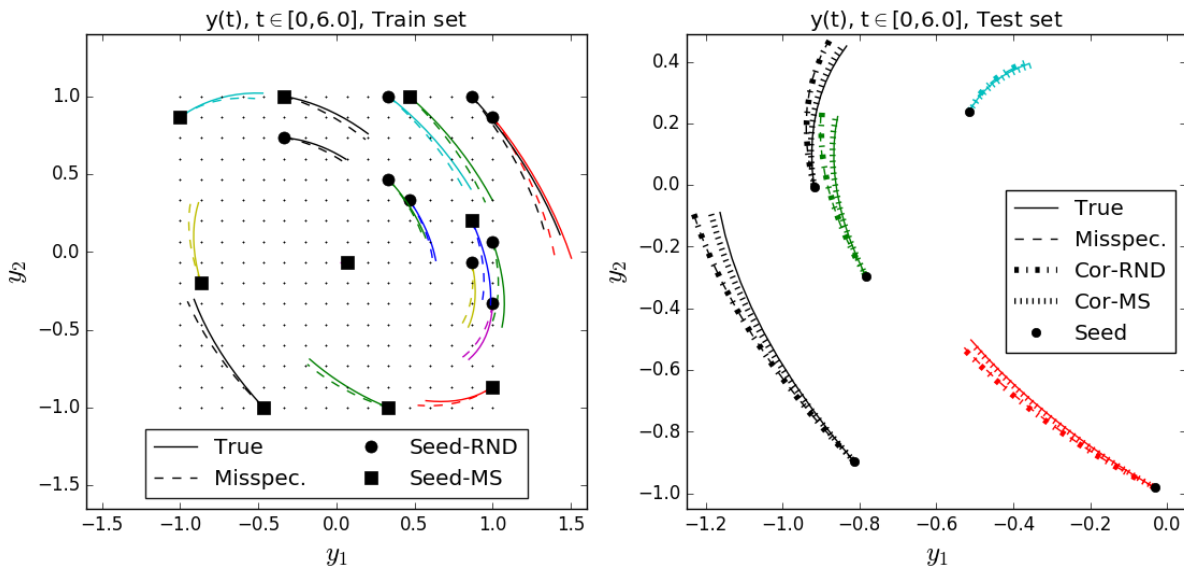 y(t), t∈[0,6.0], Train set
1.0
0.5
0.0
−0.5
−1.0
−1.5
y₂
−1.5
−1.0
−0.5
0.0
0.5
1.0
1.5
y₁
True
Misspec.
Seed-RND
Seed-MS
y(t), t∈[0,6.0], Test set
0.4
0.2
0.0
−0.2
−0.4
−0.6
−0.8
−1.0
y₂
−1.2
−1.0
−0.8
−0.6
−0.4
−0.2
0.0
y₁
True
Misspec.
Cor-RND
Cor-MS
Seed